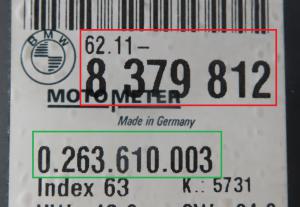 BMW
62.11-
8 379 812
MOTOMETER
Made in Germany
0.263.610.003
Index 63 K.: 5731